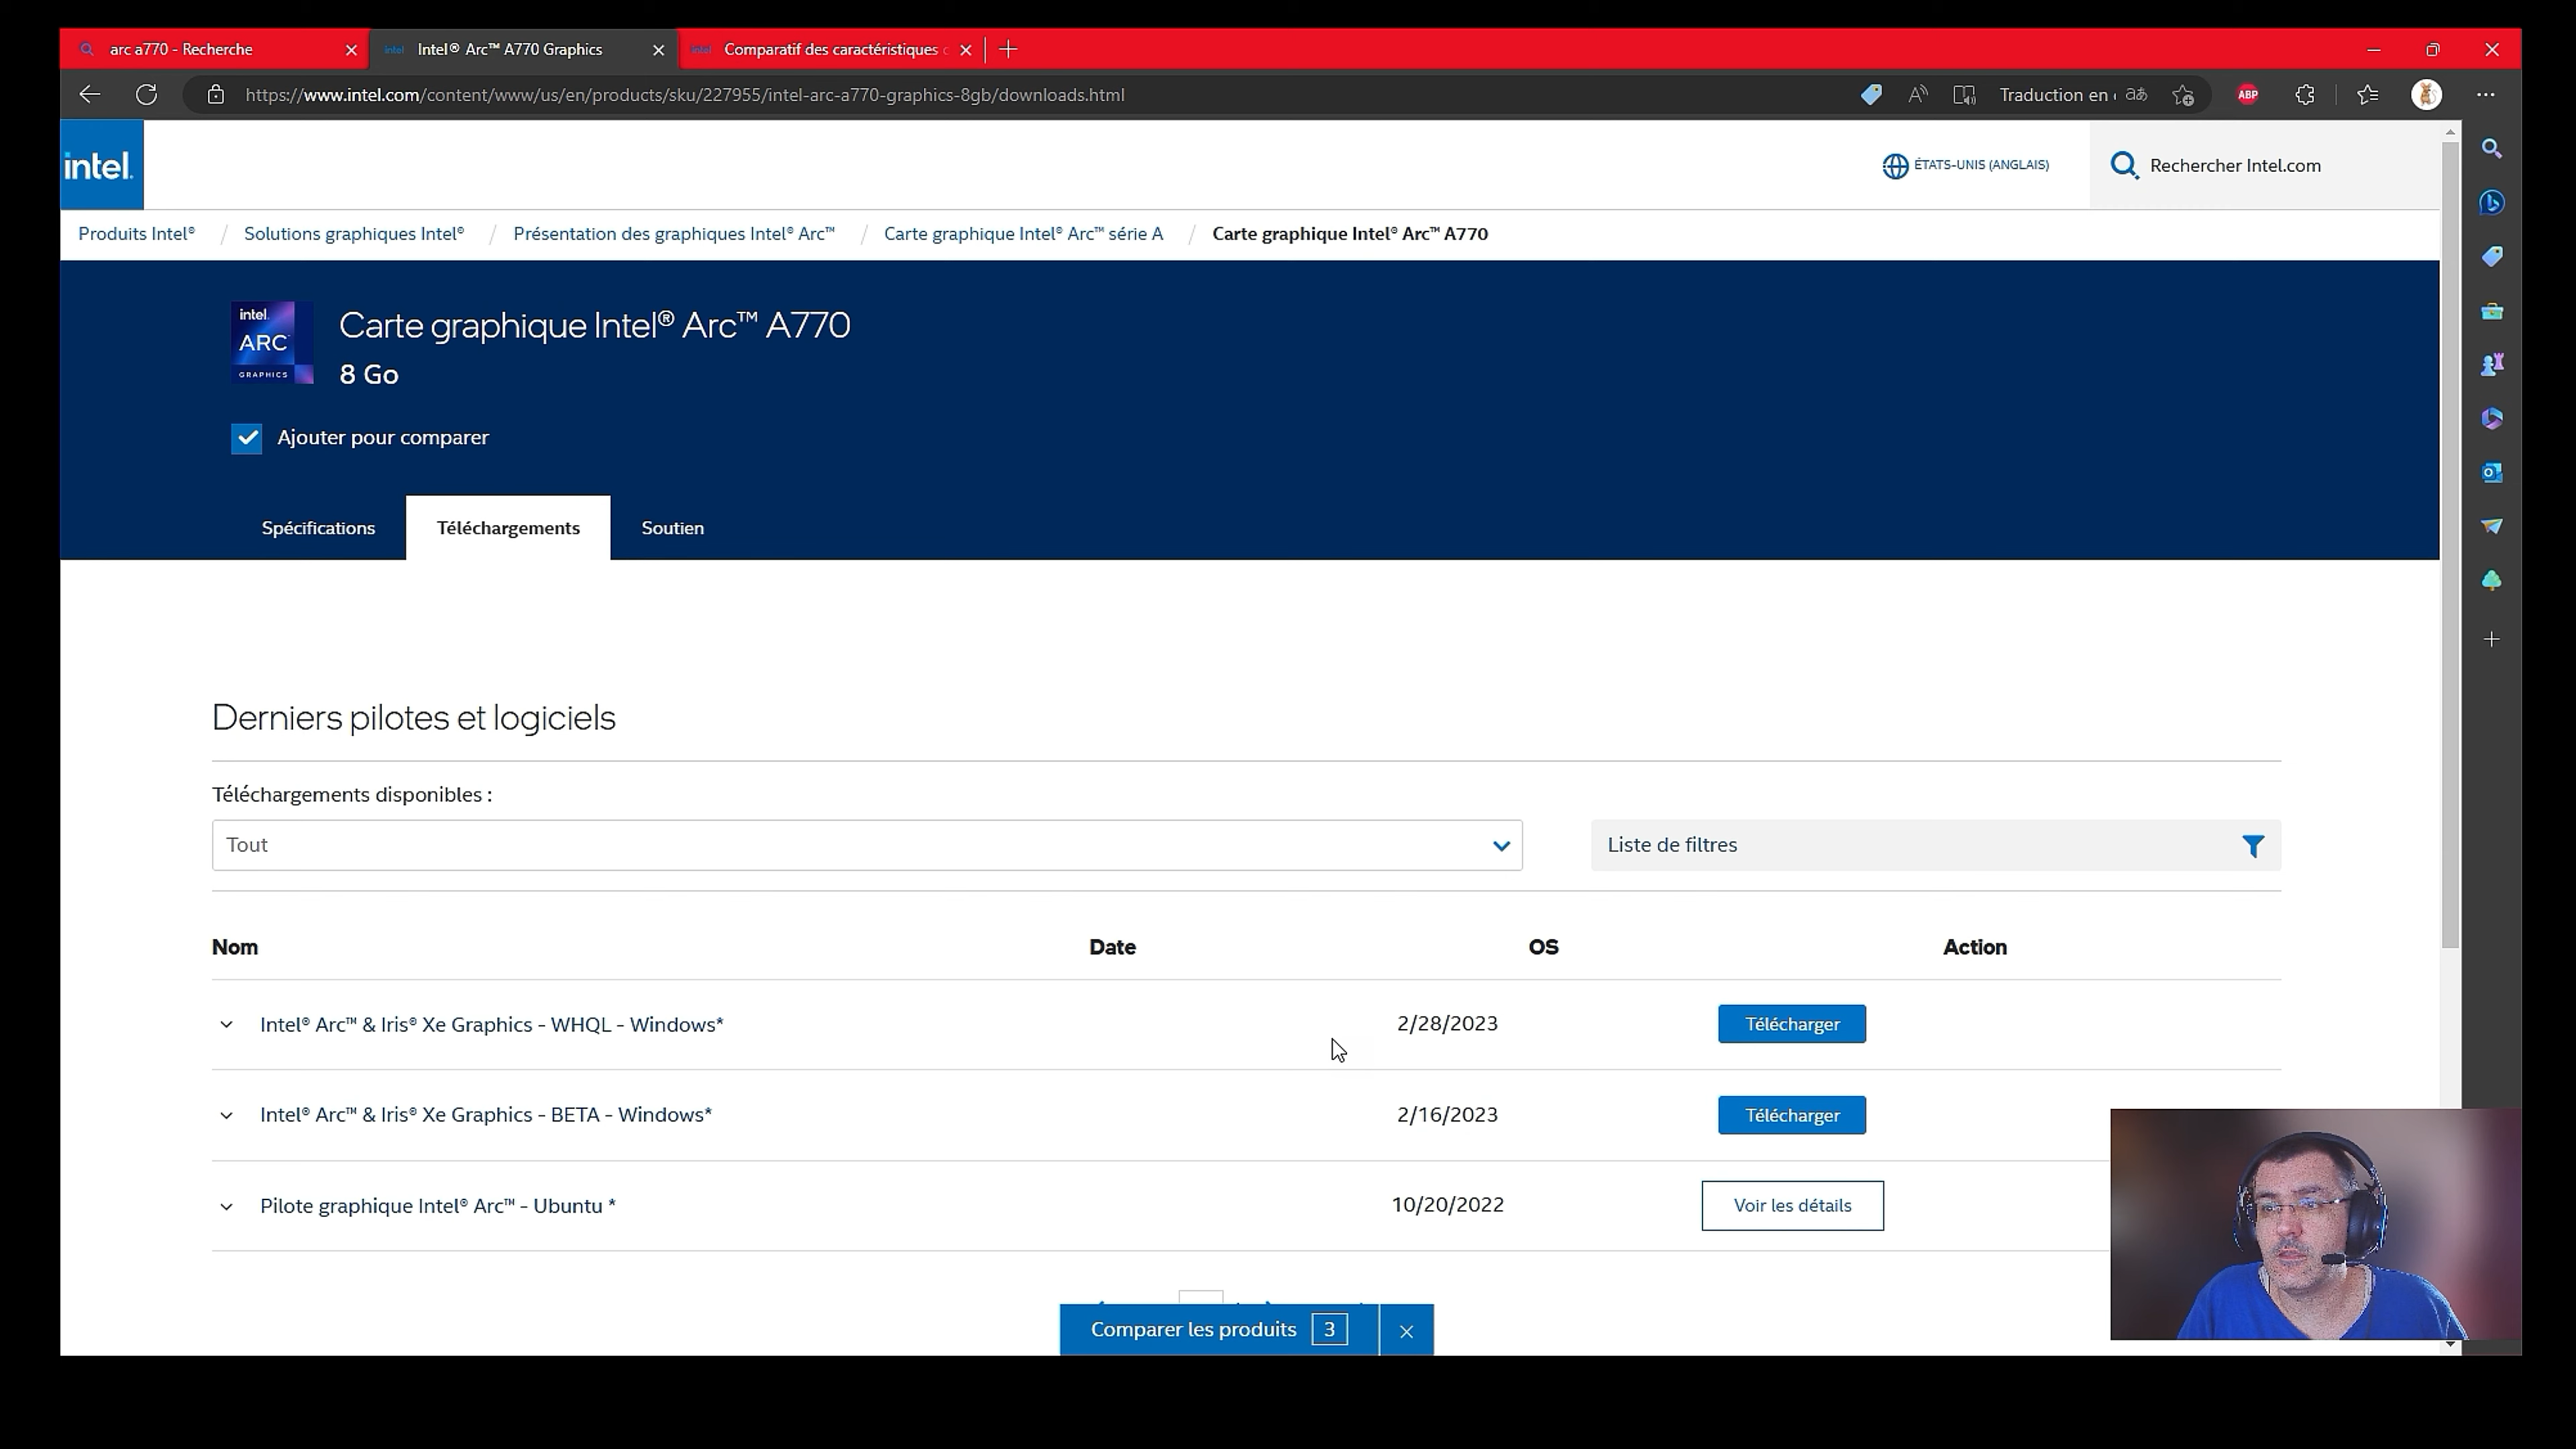 arc a770 - Recherche
Intel® Arc™ A770 Graphics
Comparatif des caractéristiques
https://www.intel.com/content/www/us/en/products/sku/227955/intel-arc-a770-graphics-8gb/downloads.html
Traduction en
ABP
intel.
ÉTATS-UNIS (ANGLAIS)
Rechercher Intel.com
Produits Intel® / Solutions graphiques Intel® / Présentation des graphiques Intel® Arc™ / Carte graphique Intel® Arc™ série A / Carte graphique Intel® Arc™ A770
intel.
ARC
GRAPHICS
Carte graphique Intel® Arc™ A770
8 Go
Ajouter pour comparer
Spécifications
Téléchargements
Soutien
Derniers pilotes et logiciels
Téléchargements disponibles :
Tout
Liste de filtres
Nom Date OS Action
Intel® Arc™ & Iris® Xe Graphics - WHQL - Windows* 2/28/2023 Télécharger
Intel® Arc™ & Iris® Xe Graphics - BETA - Windows* 2/16/2023 Télécharger
Pilote graphique Intel® Arc™ - Ubuntu * 10/20/2022 Voir les détails
Comparer les produits 3